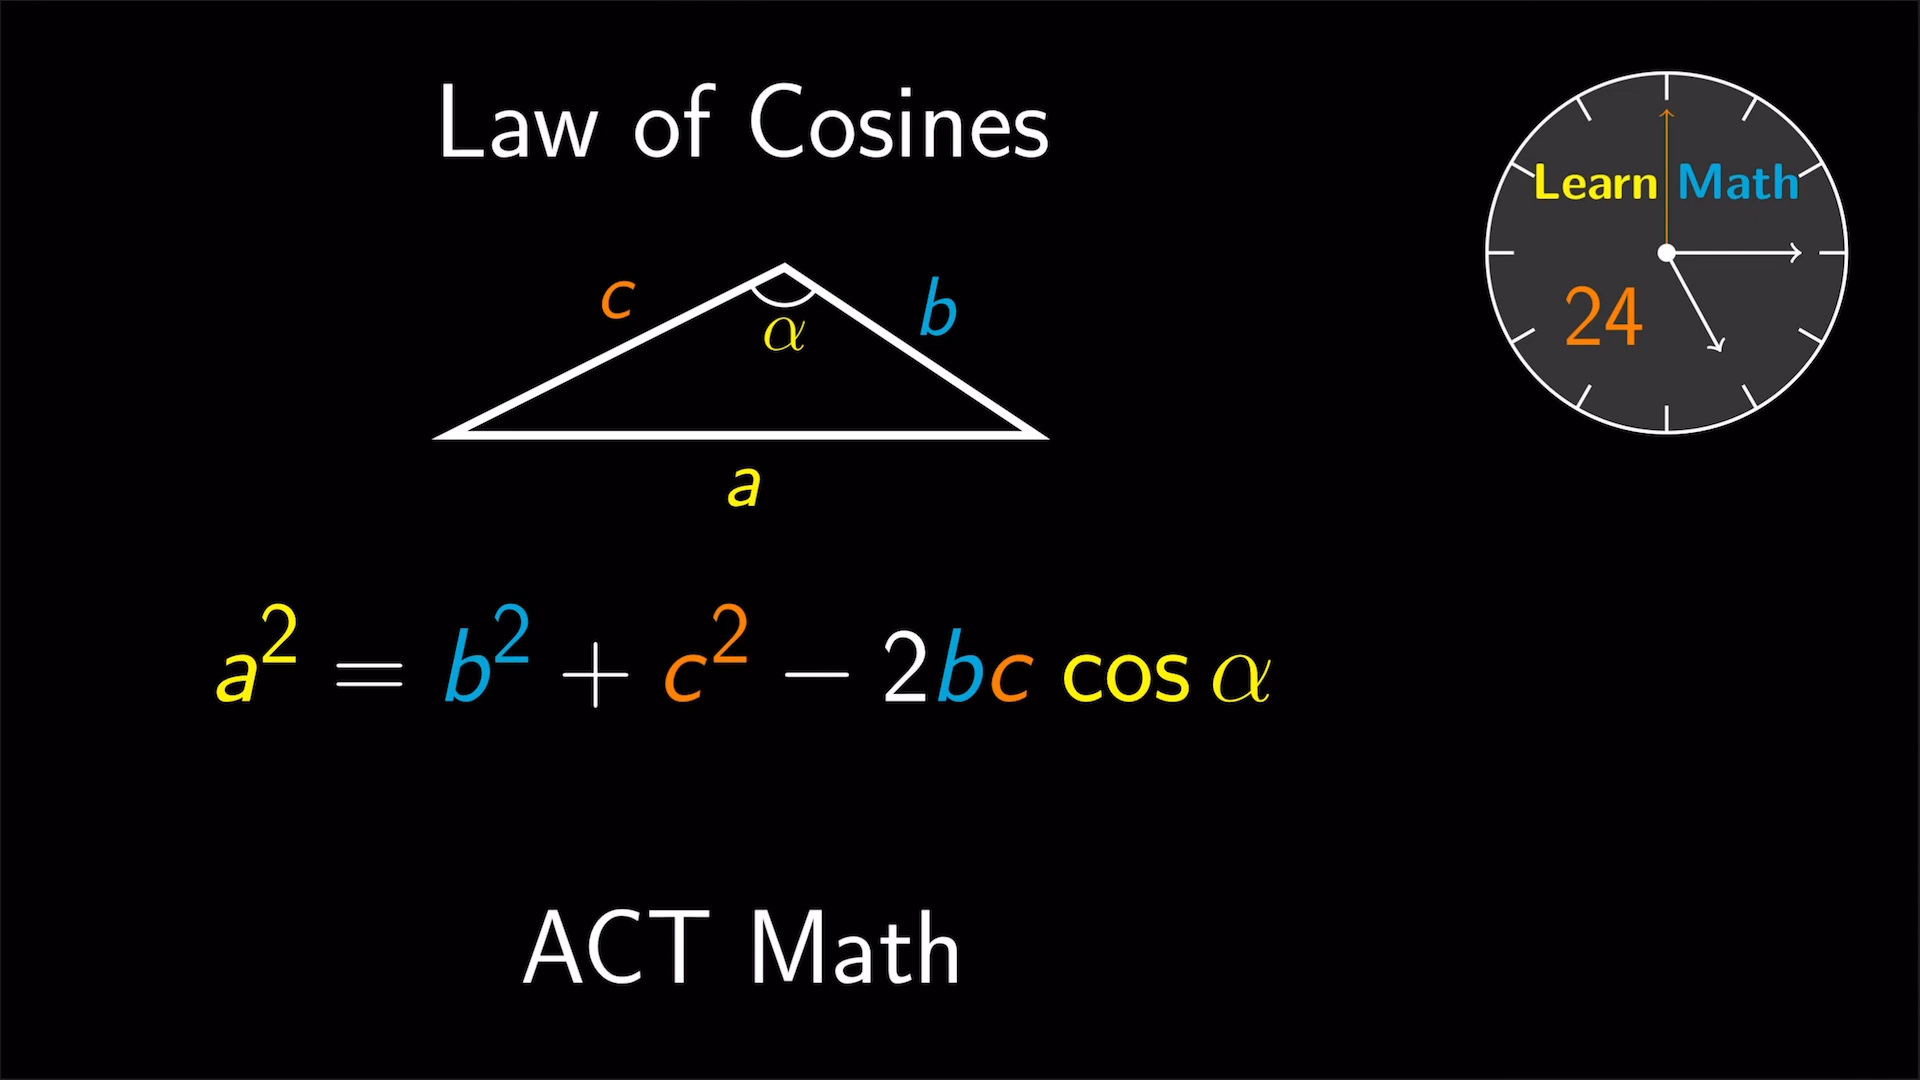 Law of Cosines
Learn Math
24
c
b
α
a
a² = b² + c² − 2bc cos α
ACT Math